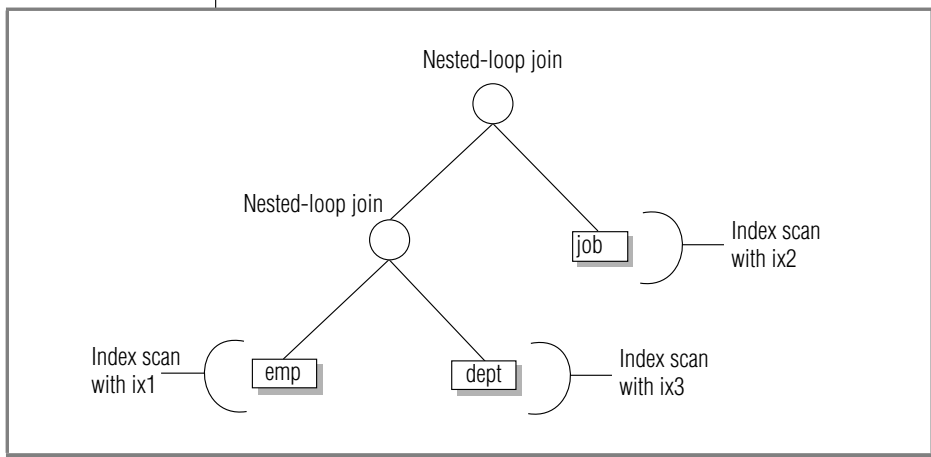 Nested-loop join
Nested-loop join
job
Index scan
with ix2
Index scan
with ix1
emp
dept
Index scan
with ix3